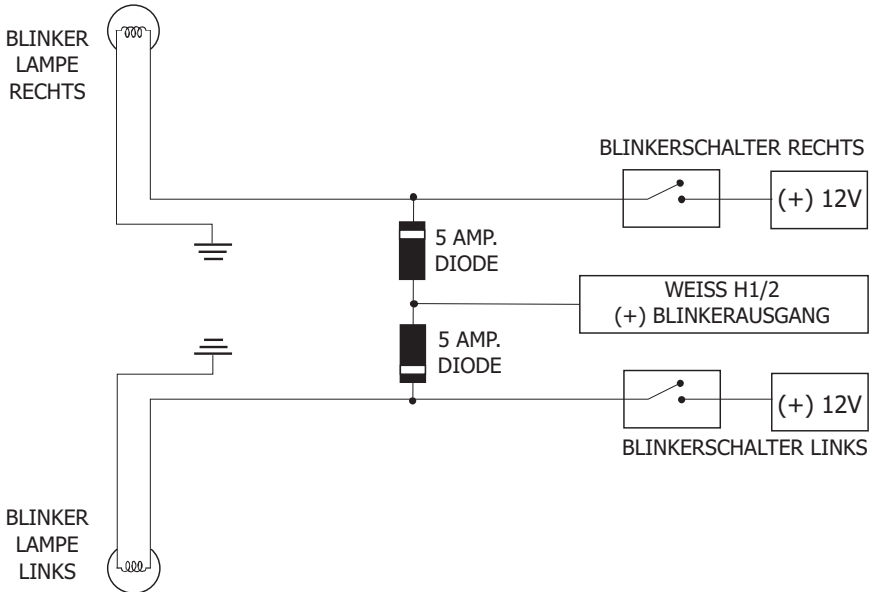 BLINKER
LAMPE
RECHTS
BLINKERSCHALTER RECHTS
(+) 12V
5 AMP.
DIODE
WEISS H1/2
(+) BLINKERAUSGANG
5 AMP.
DIODE
(+) 12V
BLINKERSCHALTER LINKS
BLINKER
LAMPE
LINKS